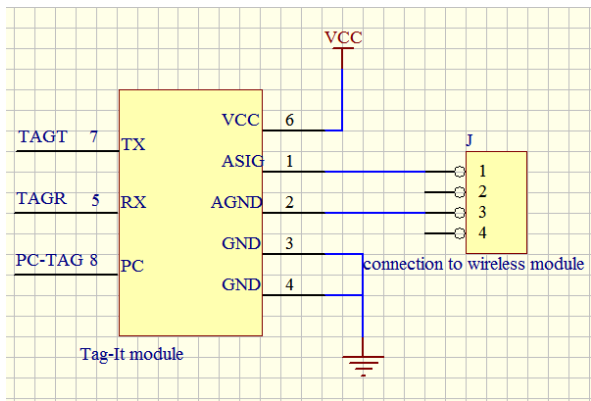 VCC
TAGT 7 TX
TAGR 5 RX
PC-TAG 8 PC
VCC 6
ASIG 1
AGND 2
GND 3
GND 4
J
1
2
3
4
connection to wireless module
Tag-It module